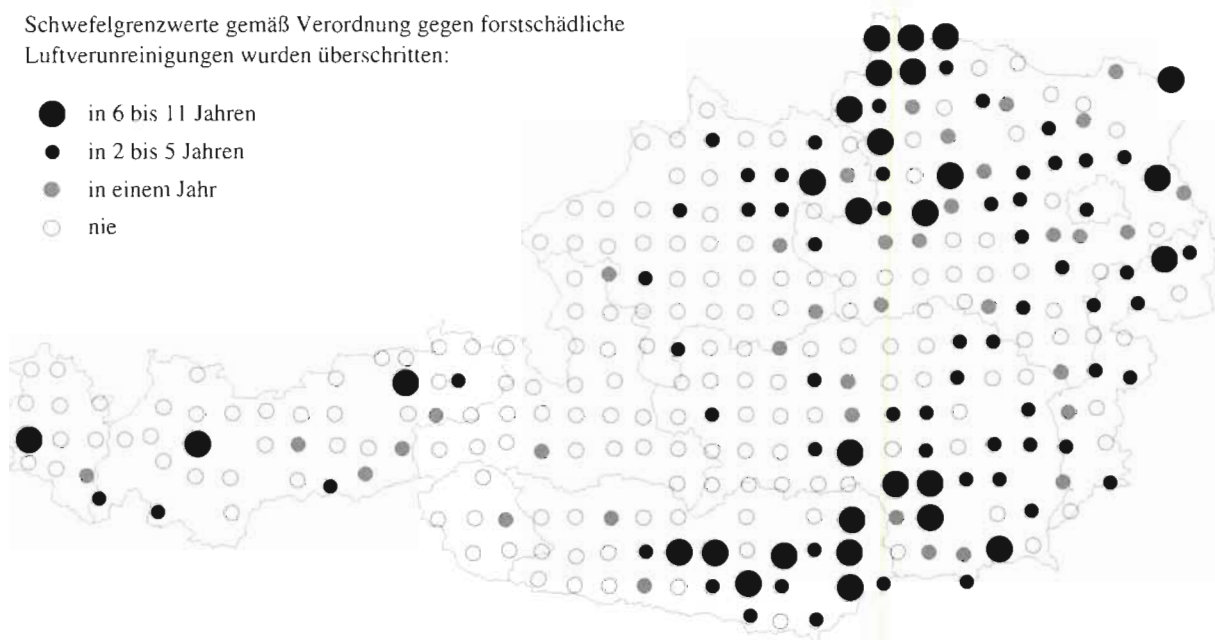 Schwefelgrenzwerte gemäß Verordnung gegen forstschädliche
Luftverunreinigungen wurden überschritten:
in 6 bis 11 Jahren
in 2 bis 5 Jahren
in einem Jahr
nie